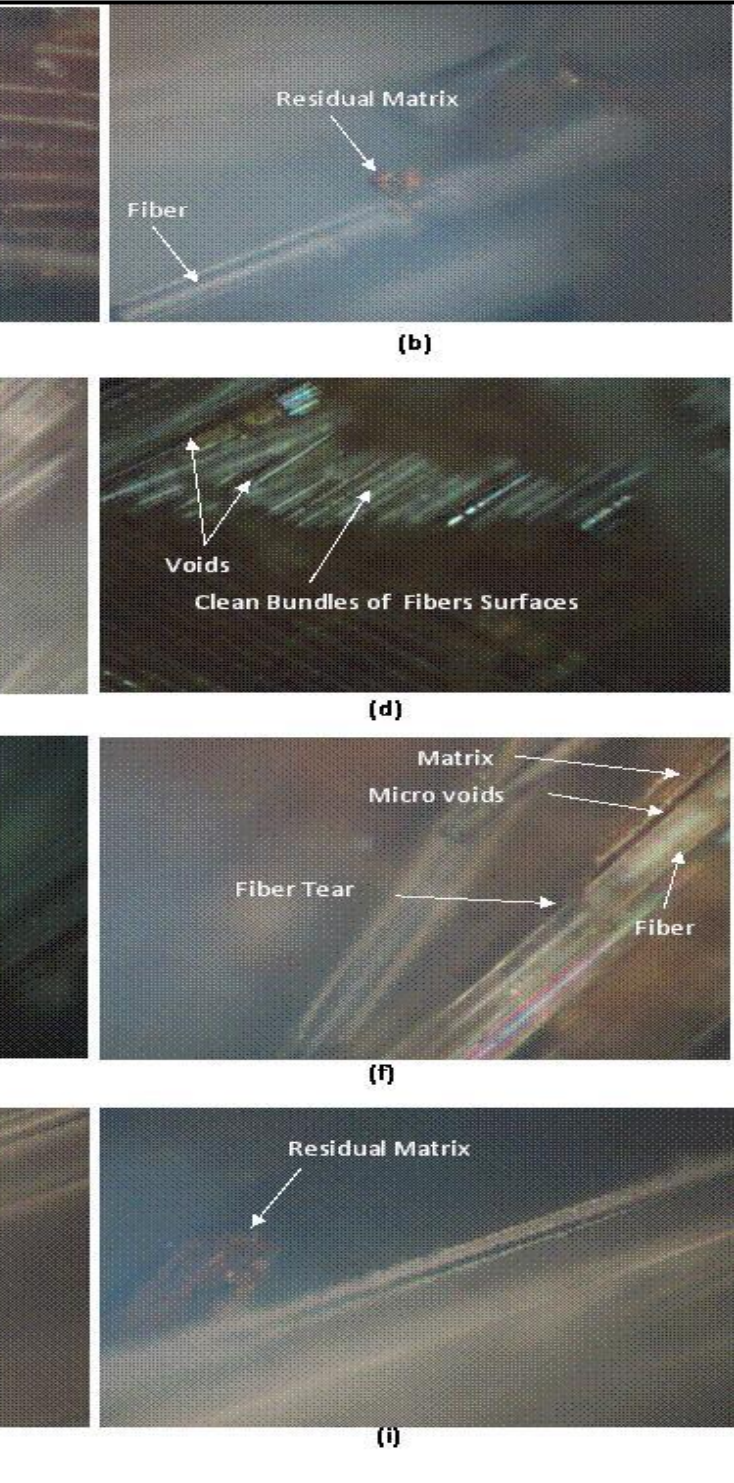 Residual Matrix
Fiber
(b)
Voids
Clean Bundles of Fibers Surfaces
(d)
Matrix
Micro voids
Fiber Tear
Fiber
(f)
Residual Matrix
(i)